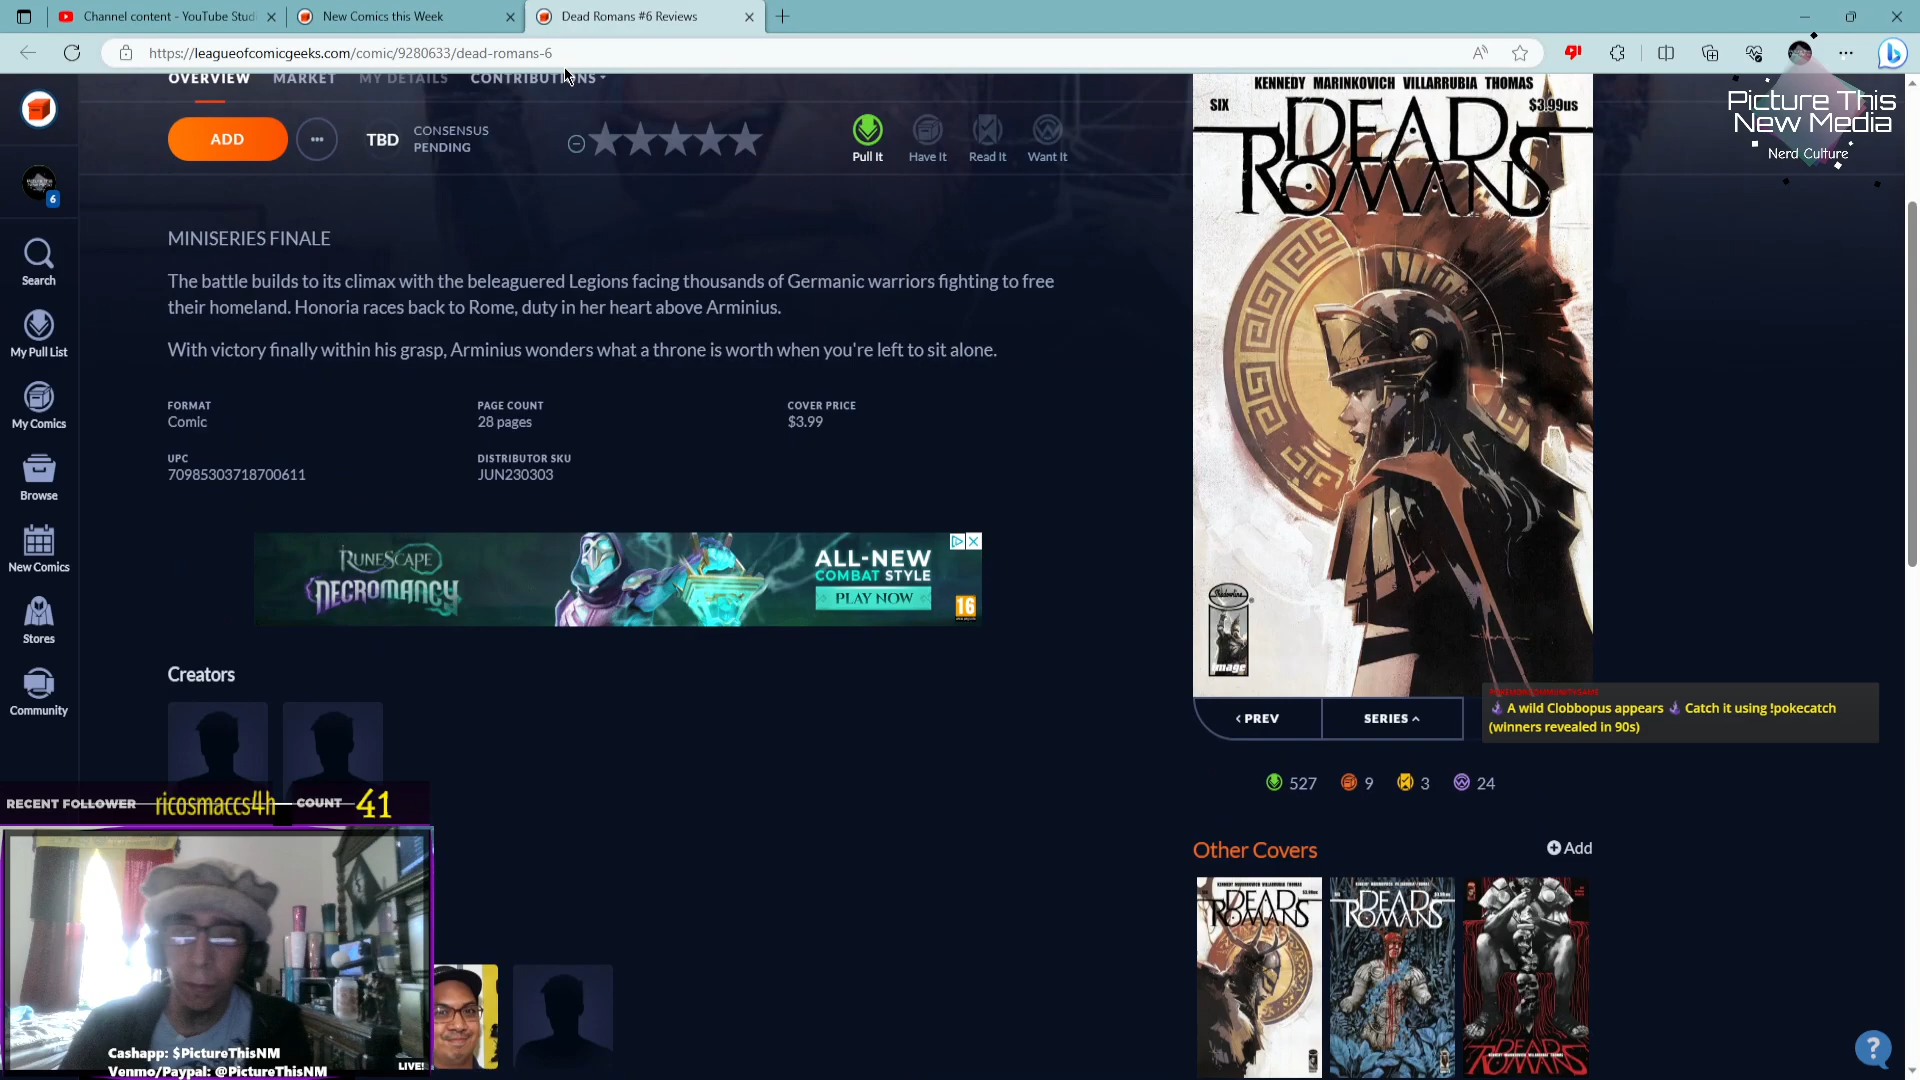 Channel content - YouTube Stud
New Comics this Week
Dead Romans #6 Reviews
https://leagueofcomicgeeks.com/comic/9280633/dead-romans-6
OVERVIEW
MARKET
MY DETAILS
CONTRIBUTIONS
ADD
TBD
CONSENSUS
PENDING
Pull It
Have It
Read It
Want It
6
Search
My Pull List
My Comics
Browse
New Comics
Stores
Community
MINISERIES FINALE
The battle builds to its climax with the beleaguered Legions facing thousands of Germanic warriors fighting to free
their homeland. Honoria races back to Rome, duty in her heart above Arminius.
With victory finally within his grasp, Arminius wonders what a throne is worth when you're left to sit alone.
FORMAT
Comic
PAGE COUNT
28 pages
COVER PRICE
$3.99
UPC
70985303718700611
DISTRIBUTOR SKU
JUN230303
RUNESCAPE
NECROMANCY
ALL-NEW
COMBAT STYLE
PLAY NOW
16
Creators
KENNEDY MARINKOVICH VILLARRUBIA THOMAS
SIX
$3.99us
DEAD
ROMANS
Shadowline
image
Picture This
New Media
Nerd Culture
PREV
SERIES
A wild Clobbopus appears Catch it using !pokecatch
(winners revealed in 90s)
527
9
3
24
Other Covers
Add
DEAD
ROMANS
DEAD
ROMANS
DEAD
ROMANS
RECENT FOLLOWER
ricosmaccs4h
COUNT
41
Cashapp: $PictureThisNM
Venmo/Paypal: @PictureThisNM
LIVE!